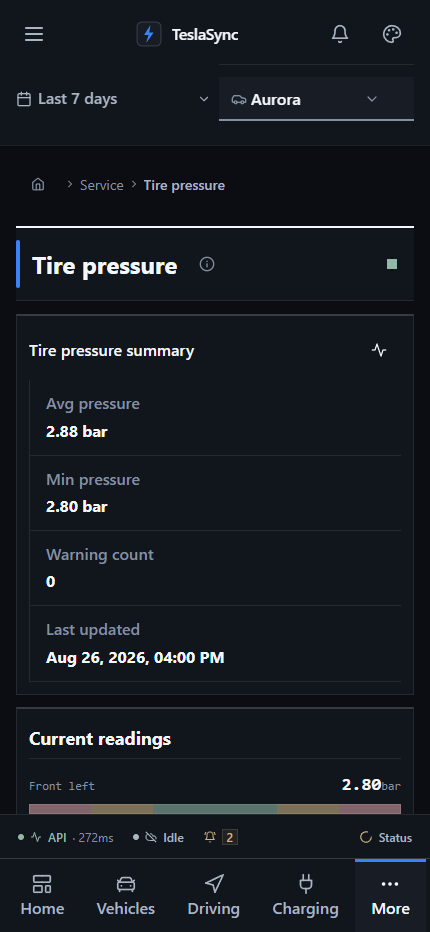 TeslaSync
Last 7 days
Aurora
Service
Tire pressure
Tire pressure
Tire pressure summary
Avg pressure
2.88 bar
Min pressure
2.80 bar
Warning count
0
Last updated
Aug 26, 2026, 04:00 PM
Current readings
Front left 2.80bar
API · 272ms Idle 2 Status
Home Vehicles Driving Charging More